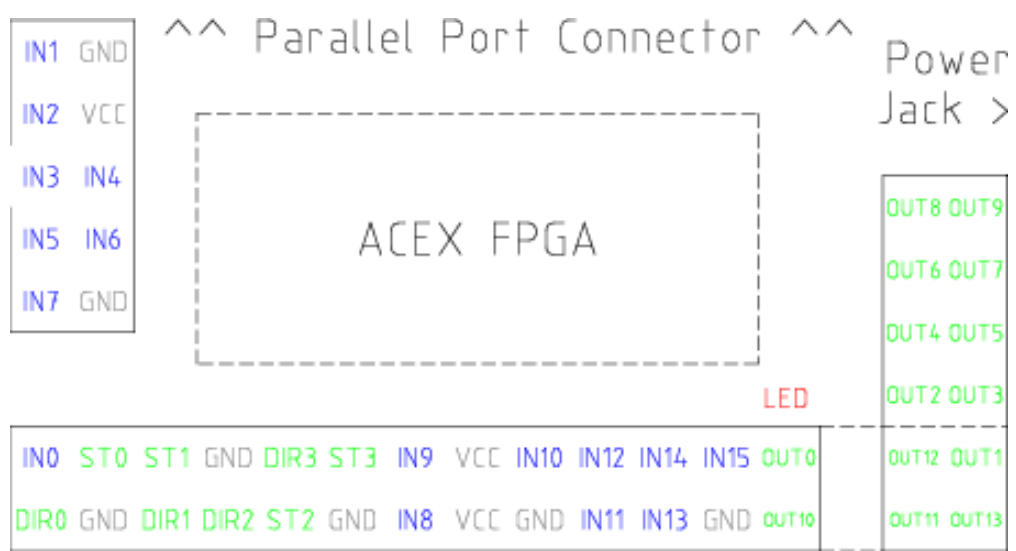 ^^ Parallel Port Connector ^^
Power
Jack >
IN1 GND
IN2 VCC
IN3 IN4
IN5 IN6
IN7 GND
ACEX FPGA
OUT8 OUT9
OUT6 OUT7
OUT4 OUT5
OUT2 OUT3
LED
IN0 ST0 ST1 GND DIR3 ST3 IN9 VCC IN10 IN12 IN14 IN15 OUT0
DIR0 GND DIR1 DIR2 ST2 GND IN8 VCC GND IN11 IN13 GND OUT10
OUT12 OUT1
OUT11 OUT13